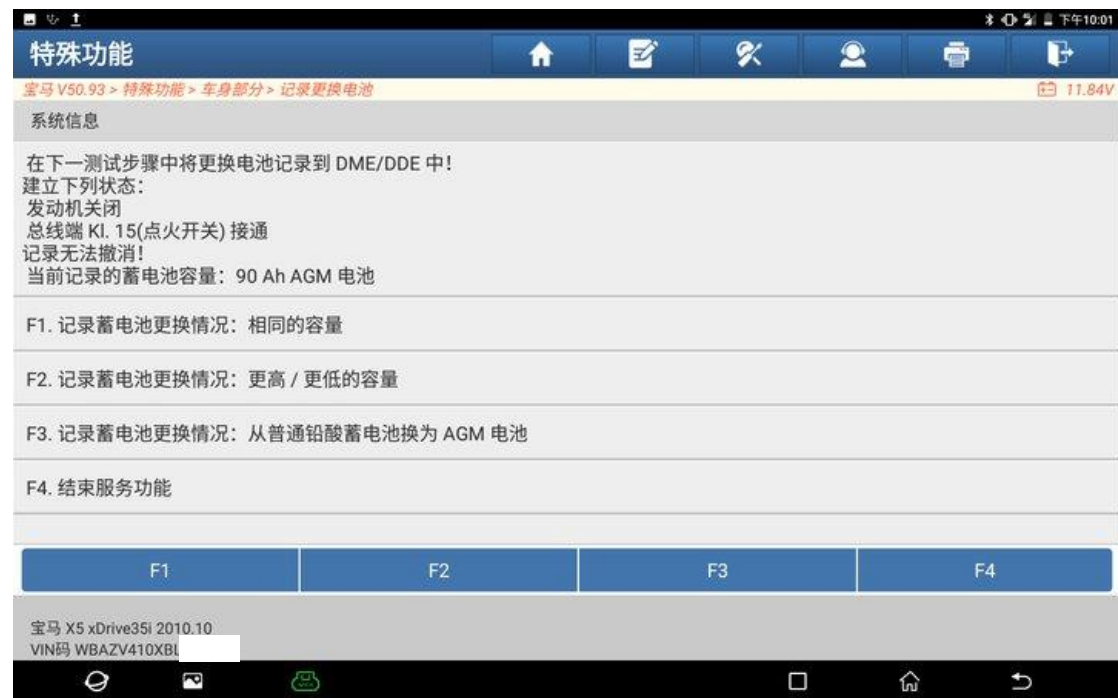 下午10:01
特殊功能
宝马 V50.93 > 特殊功能 > 车身部分 > 记录更换电池
11.84V
系统信息
在下一测试步骤中将更换电池记录到 DME/DDE 中!
建立下列状态:
发动机关闭
总线端 Kl. 15(点火开关) 接通
记录无法撤消!
当前记录的蓄电池容量: 90 Ah AGM 电池
F1. 记录蓄电池更换情况: 相同的容量
F2. 记录蓄电池更换情况: 更高 / 更低的容量
F3. 记录蓄电池更换情况: 从普通铅酸蓄电池换为 AGM 电池
F4. 结束服务功能
F1 F2 F3 F4
宝马 X5 xDrive35i 2010.10
VIN码 WBAZV410XBL